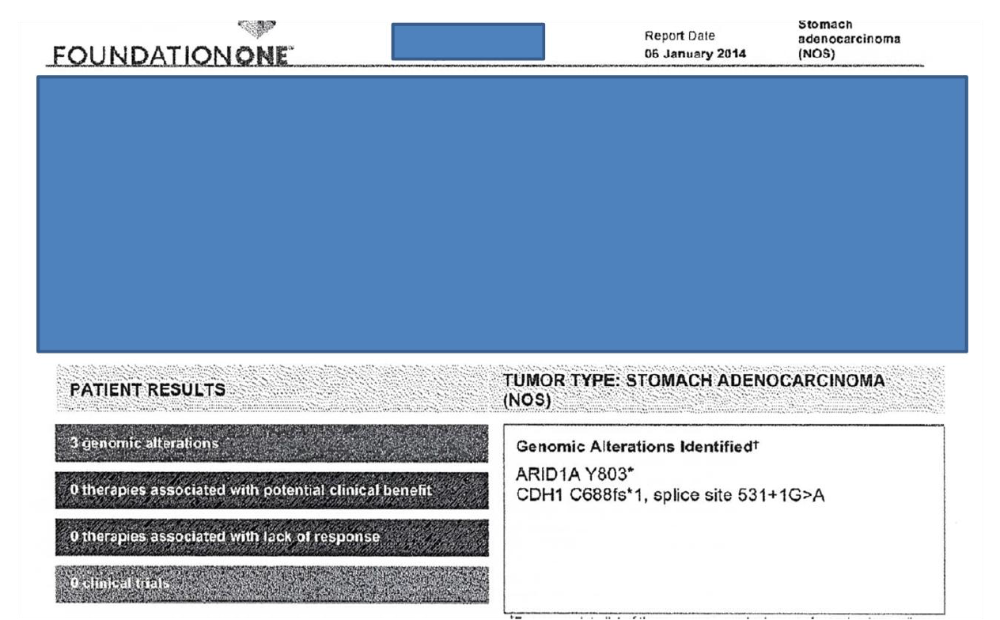 FOUNDATIONONE™
Report Date
06 January 2014
Stomach
adenocarcinoma
(NOS)
PATIENT RESULTS
TUMOR TYPE: STOMACH ADENOCARCINOMA
(NOS)
3 genomic alterations
0 therapies associated with potential clinical benefit
0 therapies associated with lack of response
0 clinical trials
Genomic Alterations Identified†
ARID1A Y803*
CDH1 C688fs*1, splice site 531+1G>A